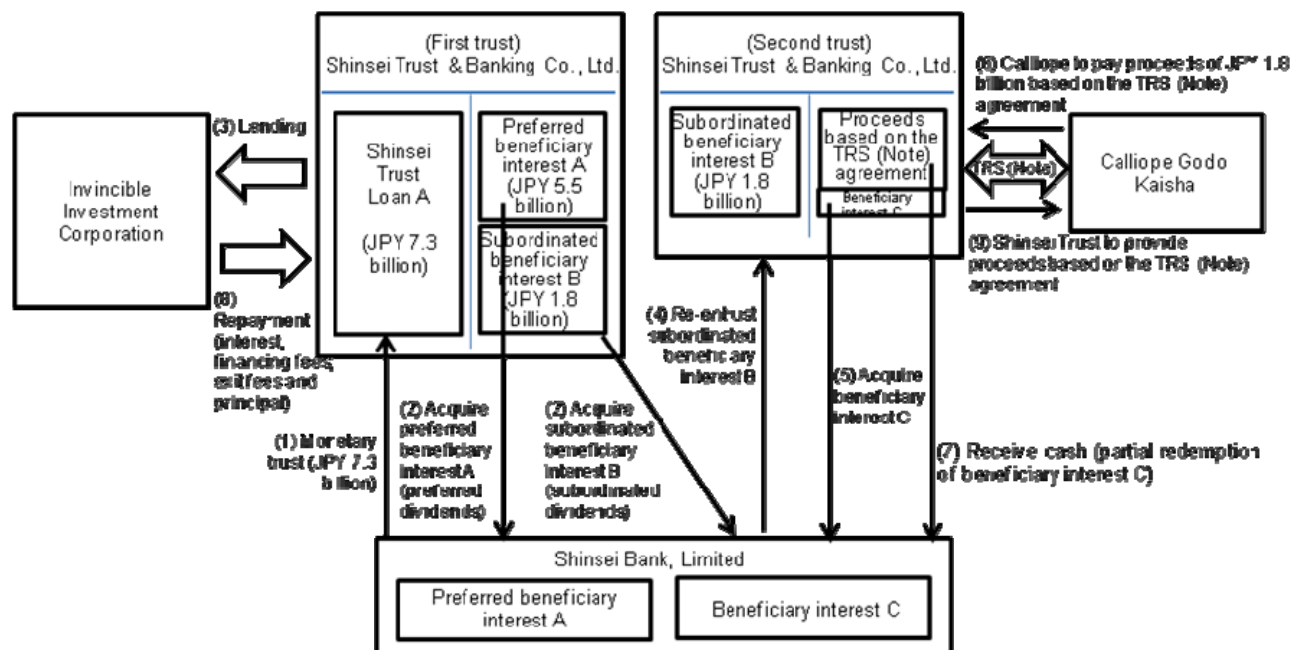 (First trust)
Shinsei Trust & Banking Co., Ltd.
(Second trust)
Shinsei Trust & Banking Co., Ltd.
(6) Calliope to pay proceeds of JPY 1.8
billion based on the TRS (Note)
agreement
Invincible
Investment
Corporation
(3) Lending
Shinsei
Trust
Loan A
(JPY 7.3
billion)
Preferred
beneficiary
interest A
(JPY 5.5
billion)
Subordinated
beneficiary
interest B
(JPY 1.8
billion)
Subordinated
beneficiary
interest B
(JPY 1.8
billion)
Proceeds
based on the
TRS (Note)
agreement
Beneficiary
interest C
TRS (Note)
Calliope Godo
Kaisha
(8)
Repayment
(interest,
financing fees,
exit fees and
principal)
(9) Shinsei Trust to provide
proceeds based on the TRS (Note)
agreement
(1) Monetary
trust (JPY 7.3
billion)
(2) Acquire
preferred
beneficiary
interest A
(preferred
dividends)
(2) Acquire
subordinated
beneficiary
interest B
(subordinated
dividends)
(4) Re-entrust
subordinated
beneficiary
interest B
(5) Acquire
beneficiary
interest C
(7) Receive cash (partial redemption
of beneficiary interest C)
Shinsei Bank, Limited
Preferred beneficiary
interest A
Beneficiary interest C